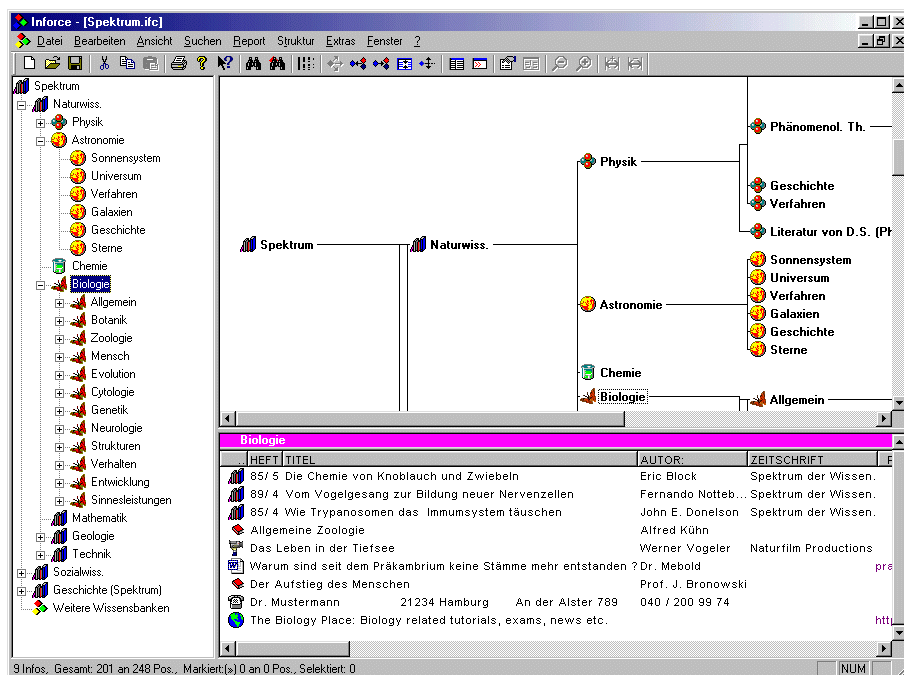 Inforce - [Spektrum.ifc]
Datei Bearbeiten Ansicht Suchen Report Struktur Extras Fenster ?
Spektrum
Naturwiss.
Physik
Astronomie
Sonnensystem
Universum
Verfahren
Galaxien
Geschichte
Sterne
Chemie
Biologie
Allgemein
Botanik
Zoologie
Mensch
Evolution
Cytologie
Genetik
Neurologie
Strukturen
Verhalten
Entwicklung
Sinnesleistungen
Mathematik
Geologie
Technik
Sozialwiss.
Geschichte (Spektrum)
Weitere Wissensbanken
Spektrum
Naturwiss.
Physik
Phänomenol. Th.
Geschichte
Verfahren
Literatur von D.S. (Ph
Astronomie
Sonnensystem
Universum
Verfahren
Galaxien
Geschichte
Sterne
Chemie
Biologie
Allgemein
Biologie
.. HEFT TITEL AUTOR: ZEITSCHRIFT F
85/ 5 Die Chemie von Knoblauch und Zwiebeln Eric Block Spektrum der Wissen.
89/ 4 Vom Vogelgesang zur Bildung neuer Nervenzellen Fernando Notteb... Spektrum der Wissen.
85/ 4 Wie Trypanosomen das Immumsystem täuschen John E. Donelson Spektrum der Wissen.
Allgemeine Zoologie Alfred Kühn
Das Leben in der Tiefsee Werner Vogeler Naturfilm Productions
Warum sind seit dem Präkambrium keine Stämme mehr entstanden ? Dr. Mebold pra
Der Aufstieg des Menschen Prof. J. Bronowski
Dr. Mustermann 21234 Hamburg An der Alster 789 040 / 200 99 74
The Biology Place: Biology related tutorials, exams, news etc. htt
9 Infos, Gesamt: 201 an 248 Pos., Markiert:(») 0 an 0 Pos., Selektiert: 0 NUM